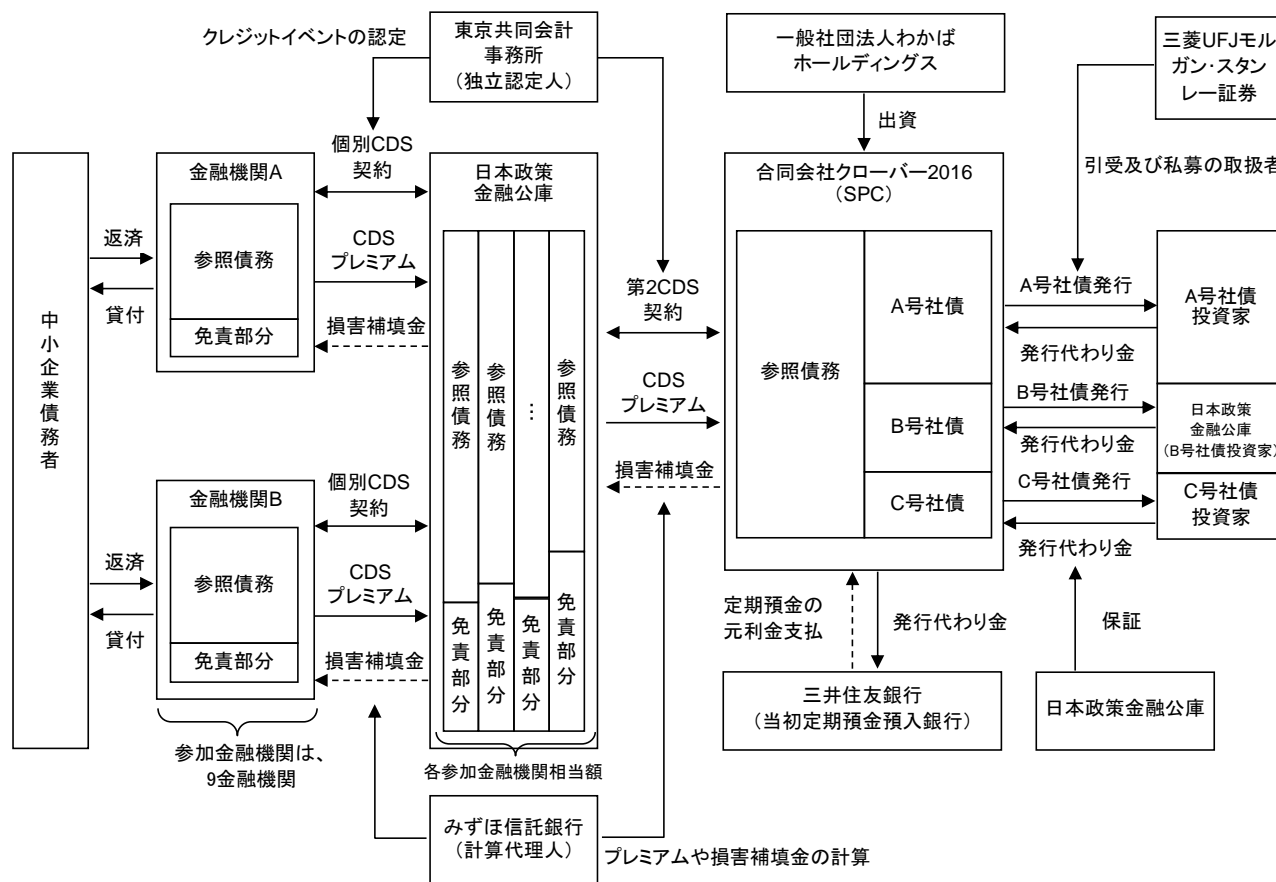 クレジットイベントの認定
東京共同会計
事務所
（独立認定人）
一般社団法人わかば
ホールディングス
三菱UFJモル
ガン・スタン
レー証券
出資
引受及び私募の取扱者
中小企業債務者
返済
貸付
金融機関A
参照債務
免責部分
個別CDS
契約
CDS
プレミアム
損害補填金
日本政策
金融公庫
参照債務
参照債務
…
参照債務
免責部分
免責部分
免責部分
免責部分
第2CDS
契約
CDS
プレミアム
損害補填金
合同会社クローバー2016
（SPC）
参照債務
A号社債
B号社債
C号社債
A号社債発行
発行代わり金
B号社債発行
発行代わり金
C号社債発行
発行代わり金
A号社債
投資家
日本政策
金融公庫
（B号社債投資家）
C号社債
投資家
返済
貸付
金融機関B
参照債務
免責部分
個別CDS
契約
CDS
プレミアム
損害補填金
定期預金の
元利金支払
発行代わり金
保証
三井住友銀行
（当初定期預金預入銀行）
日本政策金融公庫
参加金融機関は、
9金融機関
各参加金融機関相当額
みずほ信託銀行
（計算代理人）
プレミアムや損害補填金の計算